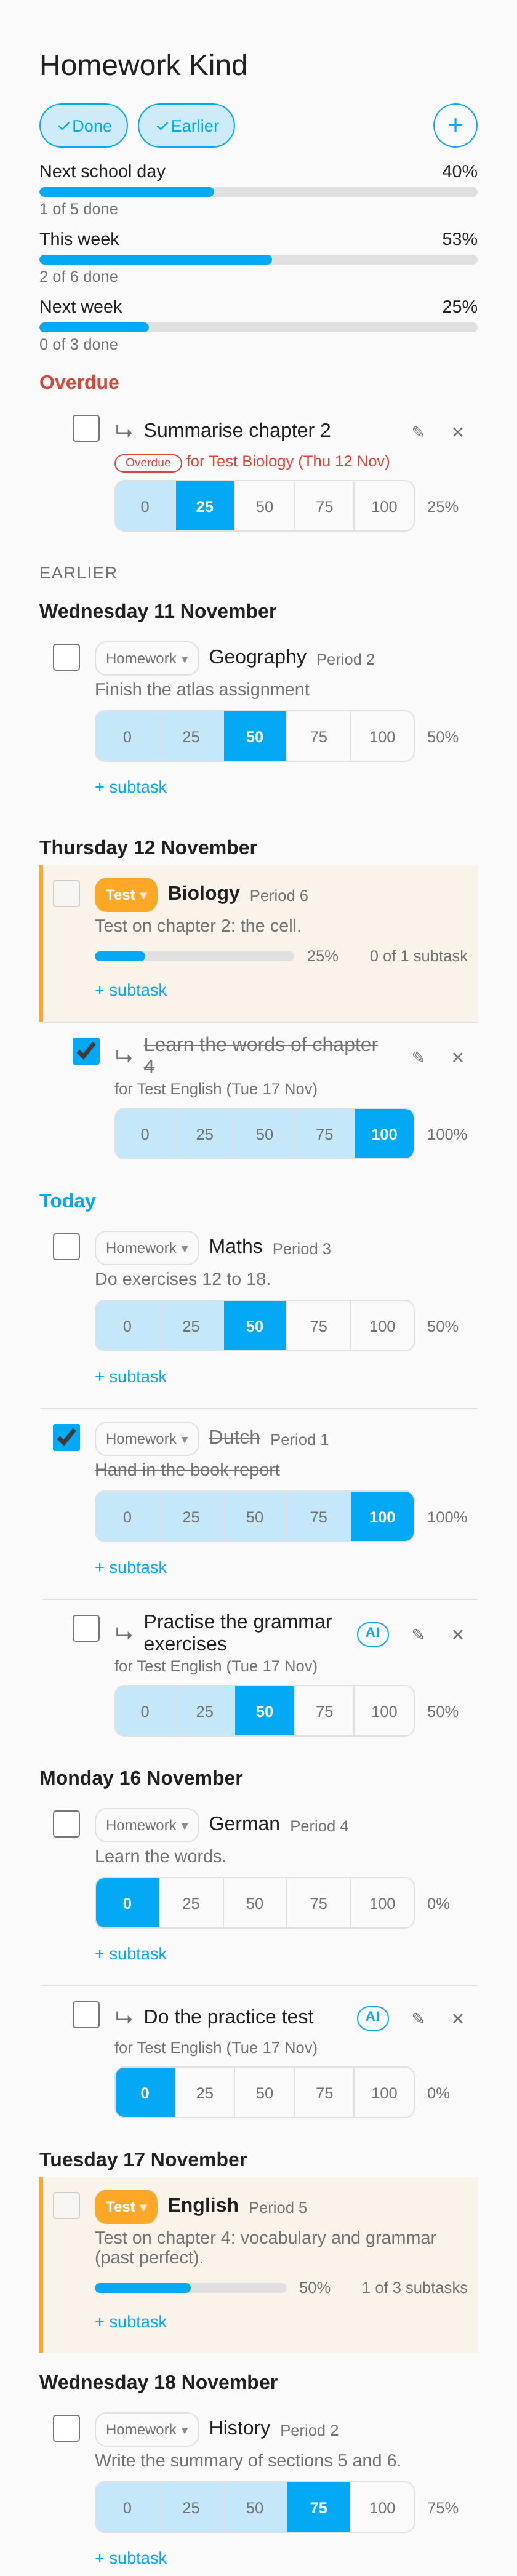 Homework Kind
✓Done ✓Earlier +
Next school day 40%
1 of 5 done
This week 53%
2 of 6 done
Next week 25%
0 of 3 done
Overdue
Summarise chapter 2 ✎ ✕
Overdue for Test Biology (Thu 12 Nov)
0 25 50 75 100 25%
EARLIER
Wednesday 11 November
Homework ▾ Geography Period 2
Finish the atlas assignment
0 25 50 75 100 50%
+ subtask
Thursday 12 November
Test ▾ Biology Period 6
Test on chapter 2: the cell.
25% 0 of 1 subtask
+ subtask
Learn the words of chapter
4 ✎ ✕
for Test English (Tue 17 Nov)
0 25 50 75 100 100%
Today
Homework ▾ Maths Period 3
Do exercises 12 to 18.
0 25 50 75 100 50%
+ subtask
Homework ▾ Dutch Period 1
Hand in the book report
0 25 50 75 100 100%
+ subtask
Practise the grammar
exercises AI ✎ ✕
for Test English (Tue 17 Nov)
0 25 50 75 100 50%
Monday 16 November
Homework ▾ German Period 4
Learn the words.
0 25 50 75 100 0%
+ subtask
Do the practice test AI ✎ ✕
for Test English (Tue 17 Nov)
0 25 50 75 100 0%
Tuesday 17 November
Test ▾ English Period 5
Test on chapter 4: vocabulary and grammar
(past perfect).
50% 1 of 3 subtasks
+ subtask
Wednesday 18 November
Homework ▾ History Period 2
Write the summary of sections 5 and 6.
0 25 50 75 100 75%
+ subtask